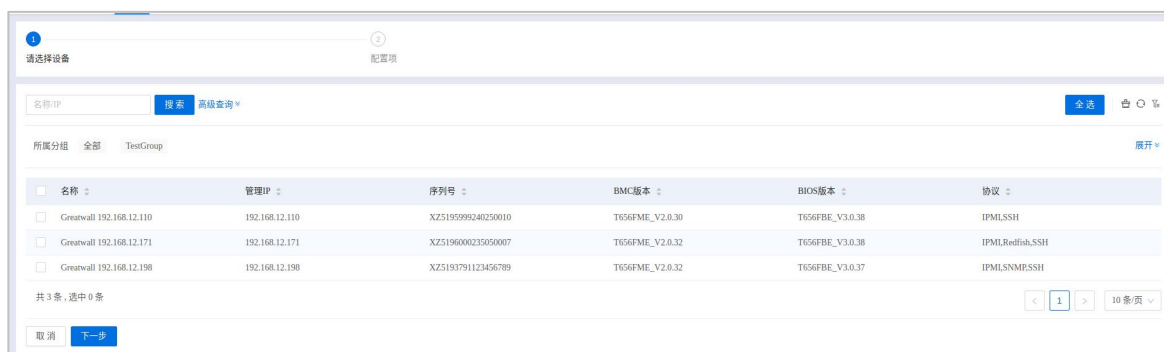 1
2
请选择设备
配置项
名称/IP
搜索
高级查询
全选
所属分组 全部 TestGroup
展开
名称 管理IP 序列号 BMC版本 BIOS版本 协议
Greatwall 192.168.12.110 192.168.12.110 XZ5195999240250010 T656FME_V2.0.30 T656FBE_V3.0.38 IPMI,SSH
Greatwall 192.168.12.171 192.168.12.171 XZ5196000235050007 T656FME_V2.0.32 T656FBE_V3.0.38 IPMI,Redfish,SSH
Greatwall 192.168.12.198 192.168.12.198 XZ5193791123456789 T656FME_V2.0.32 T656FBE_V3.0.37 IPMI,SNMP,SSH
共 3 条 , 选中 0 条
< 1 > 10 条/页
取消 下一步